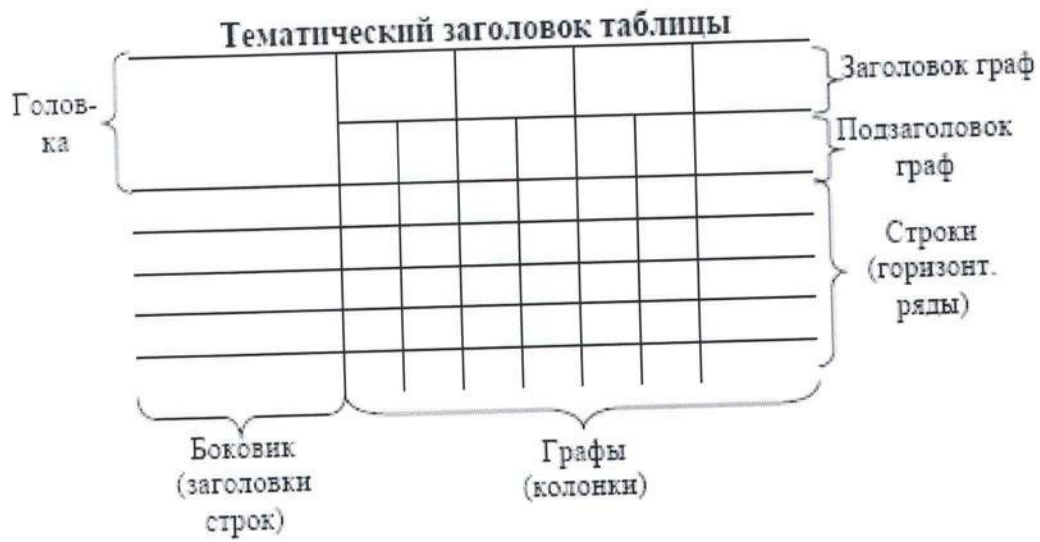 Тематический заголовок таблицы
Голов-
ка
Заголовок граф
Подзаголовок
граф
Строки
(горизонт.
ряды)
Боковик
(заголовки
строк)
Графы
(колонки)